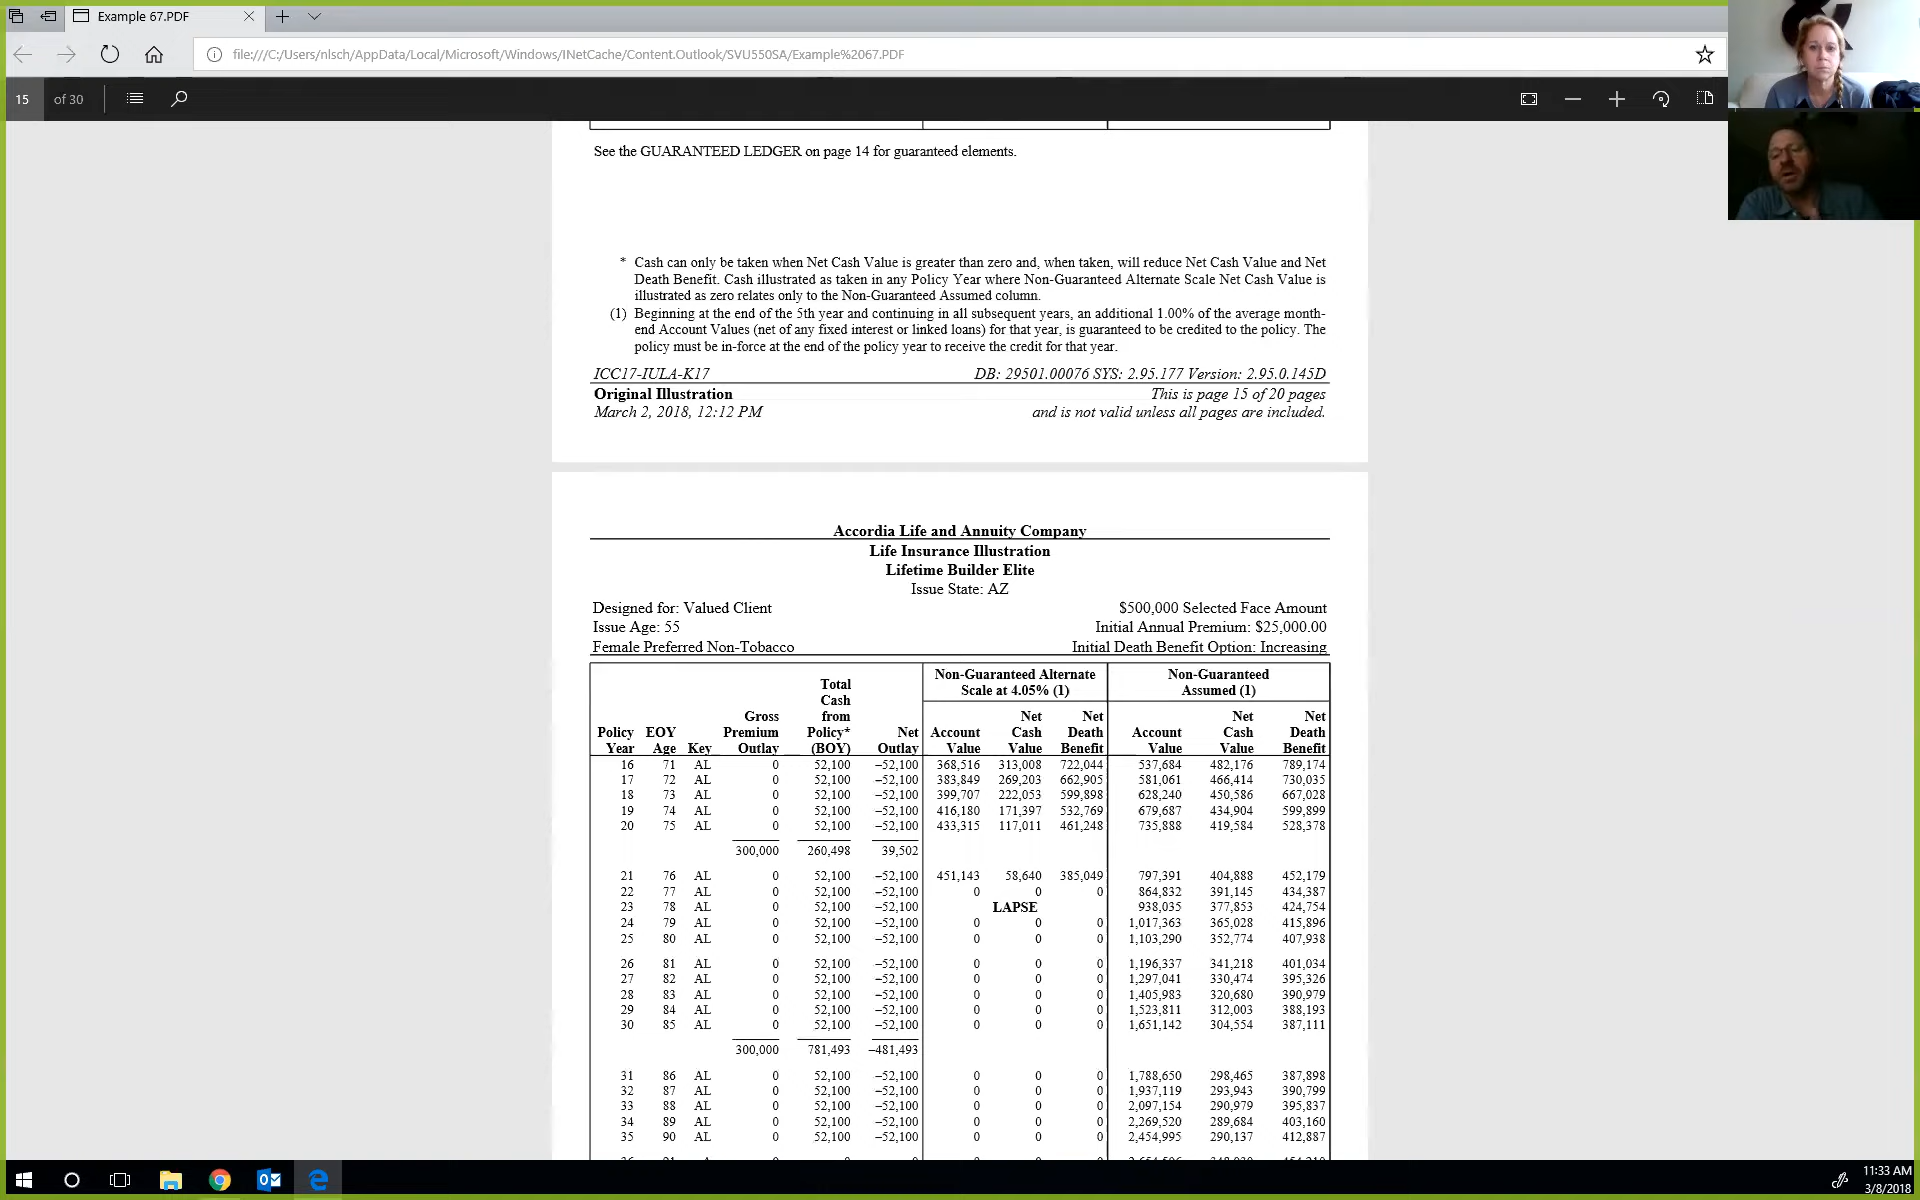 Example 67.PDF
file:///C:/Users/nlsch/AppData/Local/Microsoft/Windows/INetCache/Content.Outlook/SVU550SA/Example%2067.PDF
15 of 30
See the GUARANTEED LEDGER on page 14 for guaranteed elements.
* Cash can only be taken when Net Cash Value is greater than zero and, when taken, will reduce Net Cash Value and Net
Death Benefit. Cash illustrated as taken in any Policy Year where Non-Guaranteed Alternate Scale Net Cash Value is
illustrated as zero relates only to the Non-Guaranteed Assumed column.
(1) Beginning at the end of the 5th year and continuing in all subsequent years, an additional 1.00% of the average month-
end Account Values (net of any fixed interest or linked loans) for that year, is guaranteed to be credited to the policy. The
policy must be in-force at the end of the policy year to receive the credit for that year.
ICC17-IULA-K17 DB: 29501.00076 SYS: 2.95.177 Version: 2.95.0.145D
Original Illustration This is page 15 of 20 pages
March 2, 2018, 12:12 PM and is not valid unless all pages are included.
Accordia Life and Annuity Company
Life Insurance Illustration
Lifetime Builder Elite
Issue State: AZ
Designed for: Valued Client $500,000 Selected Face Amount
Issue Age: 55 Initial Annual Premium: $25,000.00
Female Preferred Non-Tobacco Initial Death Benefit Option: Increasing
Non-Guaranteed Alternate Non-Guaranteed
Total Scale at 4.05% (1) Assumed (1)
Cash
Gross from Net Net Net Net
Policy EOY Premium Policy* Net Account Cash Death Account Cash Death
Year Age Key Outlay (BOY) Outlay Value Value Benefit Value Value Benefit
16 71 AL 0 52,100 −52,100 368,516 313,008 722,044 537,684 482,176 789,174
17 72 AL 0 52,100 −52,100 383,849 269,203 662,905 581,061 466,414 730,035
18 73 AL 0 52,100 −52,100 399,707 222,053 599,898 628,240 450,586 667,028
19 74 AL 0 52,100 −52,100 416,180 171,397 532,769 679,687 434,904 599,899
20 75 AL 0 52,100 −52,100 433,315 117,011 461,248 735,888 419,584 528,378
300,000 260,498 39,502
21 76 AL 0 52,100 −52,100 451,143 58,640 385,049 797,391 404,888 452,179
22 77 AL 0 52,100 −52,100 0 0 0 864,832 391,145 434,387
23 78 AL 0 52,100 −52,100 LAPSE 938,035 377,853 424,754
24 79 AL 0 52,100 −52,100 0 0 0 1,017,363 365,028 415,896
25 80 AL 0 52,100 −52,100 0 0 0 1,103,290 352,774 407,938
26 81 AL 0 52,100 −52,100 0 0 0 1,196,337 341,218 401,034
27 82 AL 0 52,100 −52,100 0 0 0 1,297,041 330,474 395,326
28 83 AL 0 52,100 −52,100 0 0 0 1,405,983 320,680 390,979
29 84 AL 0 52,100 −52,100 0 0 0 1,523,811 312,003 388,193
30 85 AL 0 52,100 −52,100 0 0 0 1,651,142 304,554 387,111
300,000 781,493 −481,493
31 86 AL 0 52,100 −52,100 0 0 0 1,788,650 298,465 387,898
32 87 AL 0 52,100 −52,100 0 0 0 1,937,119 293,943 390,799
33 88 AL 0 52,100 −52,100 0 0 0 2,097,154 290,979 395,837
34 89 AL 0 52,100 −52,100 0 0 0 2,269,520 289,684 403,160
35 90 AL 0 52,100 −52,100 0 0 0 2,454,995 290,137 412,887
11:33 AM
3/8/2018